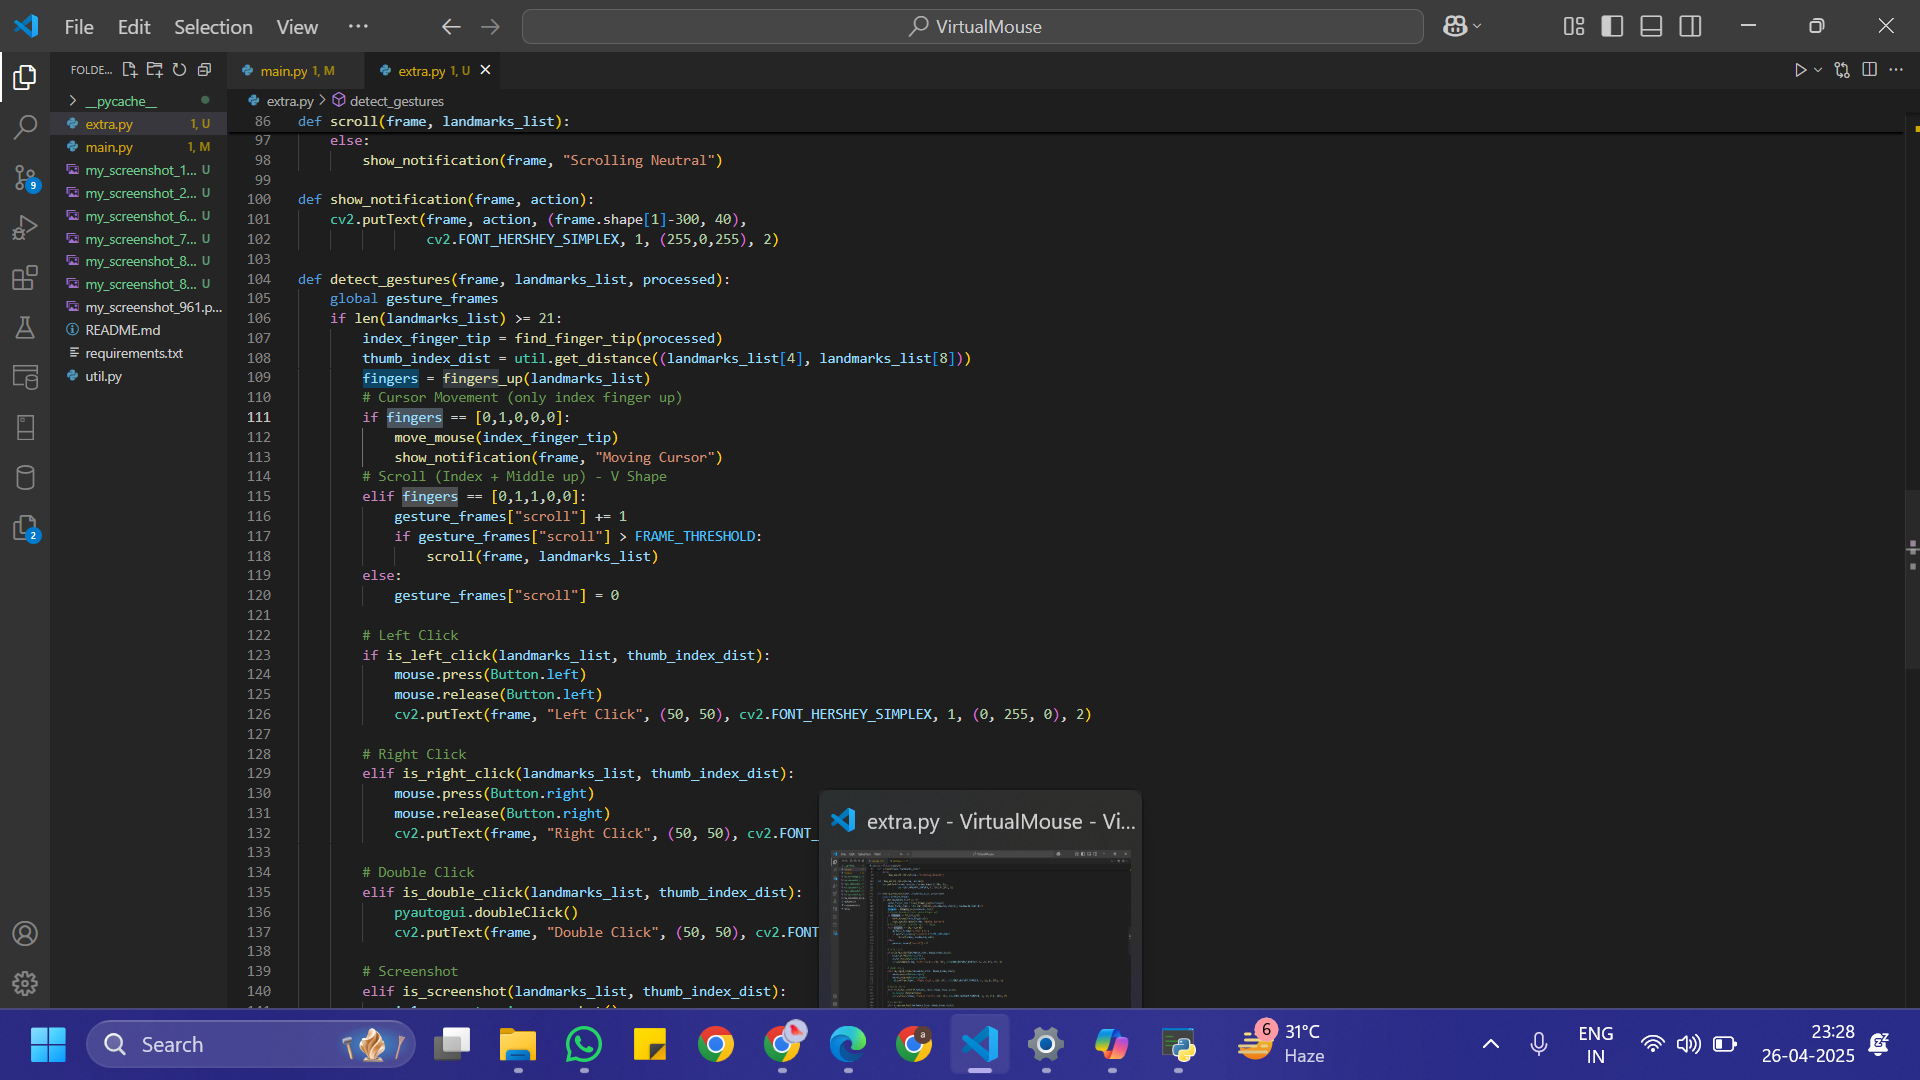 File Edit Selection View ···
VirtualMouse
FOLDE...
main.py 1, M
extra.py 1, U
__pycache__
extra.py 1, U
main.py 1, M
my_screenshot_1... U
my_screenshot_2... U
my_screenshot_6... U
my_screenshot_7... U
my_screenshot_8... U
my_screenshot_8... U
my_screenshot_961.p...
README.md
requirements.txt
util.py
9
2
extra.py > detect_gestures
86 def scroll(frame, landmarks_list):
97 else:
98 show_notification(frame, "Scrolling Neutral")
99
100 def show_notification(frame, action):
101 cv2.putText(frame, action, (frame.shape[1]-300, 40),
102 cv2.FONT_HERSHEY_SIMPLEX, 1, (255,0,255), 2)
103
104 def detect_gestures(frame, landmarks_list, processed):
105 global gesture_frames
106 if len(landmarks_list) >= 21:
107 index_finger_tip = find_finger_tip(processed)
108 thumb_index_dist = util.get_distance((landmarks_list[4], landmarks_list[8]))
109 fingers = fingers_up(landmarks_list)
110 # Cursor Movement (only index finger up)
111 if fingers == [0,1,0,0,0]:
112 move_mouse(index_finger_tip)
113 show_notification(frame, "Moving Cursor")
114 # Scroll (Index + Middle up) - V Shape
115 elif fingers == [0,1,1,0,0]:
116 gesture_frames["scroll"] += 1
117 if gesture_frames["scroll"] > FRAME_THRESHOLD:
118 scroll(frame, landmarks_list)
119 else:
120 gesture_frames["scroll"] = 0
121
122 # Left Click
123 if is_left_click(landmarks_list, thumb_index_dist):
124 mouse.press(Button.left)
125 mouse.release(Button.left)
126 cv2.putText(frame, "Left Click", (50, 50), cv2.FONT_HERSHEY_SIMPLEX, 1, (0, 255, 0), 2)
127
128 # Right Click
129 elif is_right_click(landmarks_list, thumb_index_dist):
130 mouse.press(Button.right)
131 mouse.release(Button.right)
132 cv2.putText(frame, "Right Click", (50, 50), cv2.FONT_
133
134 # Double Click
135 elif is_double_click(landmarks_list, thumb_index_dist):
136 pyautogui.doubleClick()
137 cv2.putText(frame, "Double Click", (50, 50), cv2.FONT
138
139 # Screenshot
140 elif is_screenshot(landmarks_list, thumb_index_dist):
extra.py - VirtualMouse - Vi...
Search
a
6
31°C
Haze
ENG
IN
23:28
26-04-2025